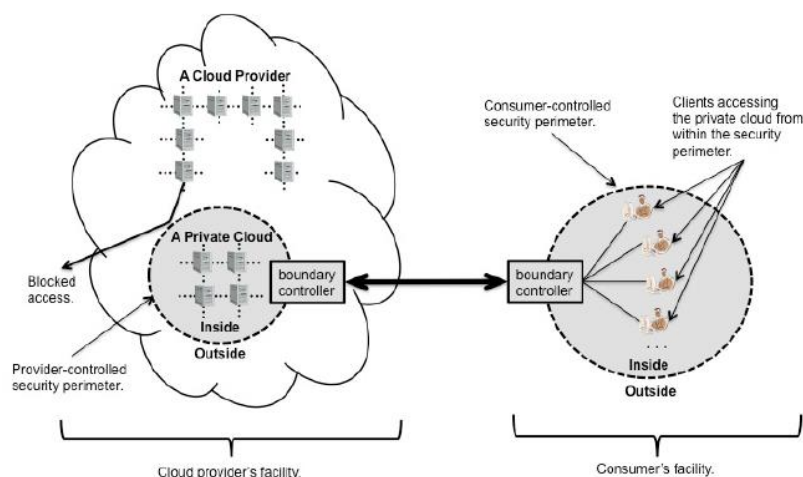 A Cloud Provider
Blocked
access.
A Private Cloud
boundary
controller
Inside
Outside
Provider-controlled
security perimeter.
Cloud provider's facility.
Consumer-controlled
security perimeter.
Clients accessing
the private cloud from
within the security
perimeter.
boundary
controller
. . .
Inside
Outside
Consumer's facility.